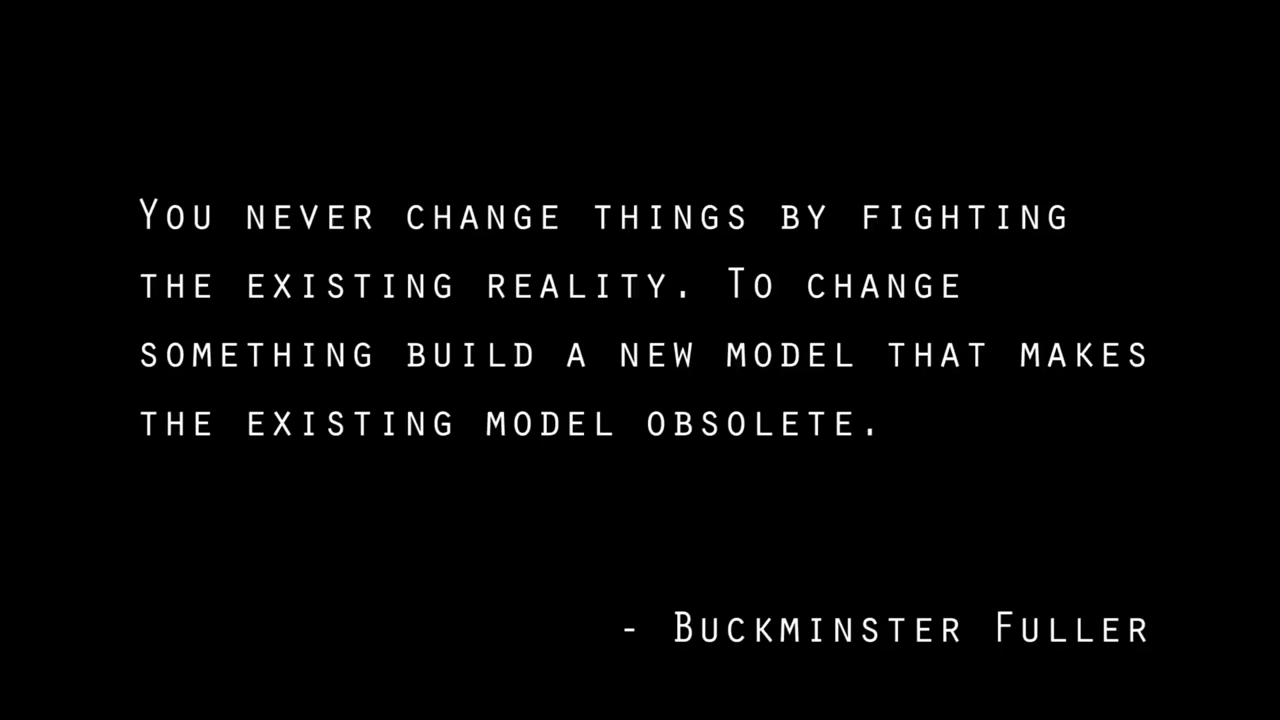 You never change things by fighting
the existing reality. To change
something build a new model that makes
the existing model obsolete.
- Buckminster Fuller